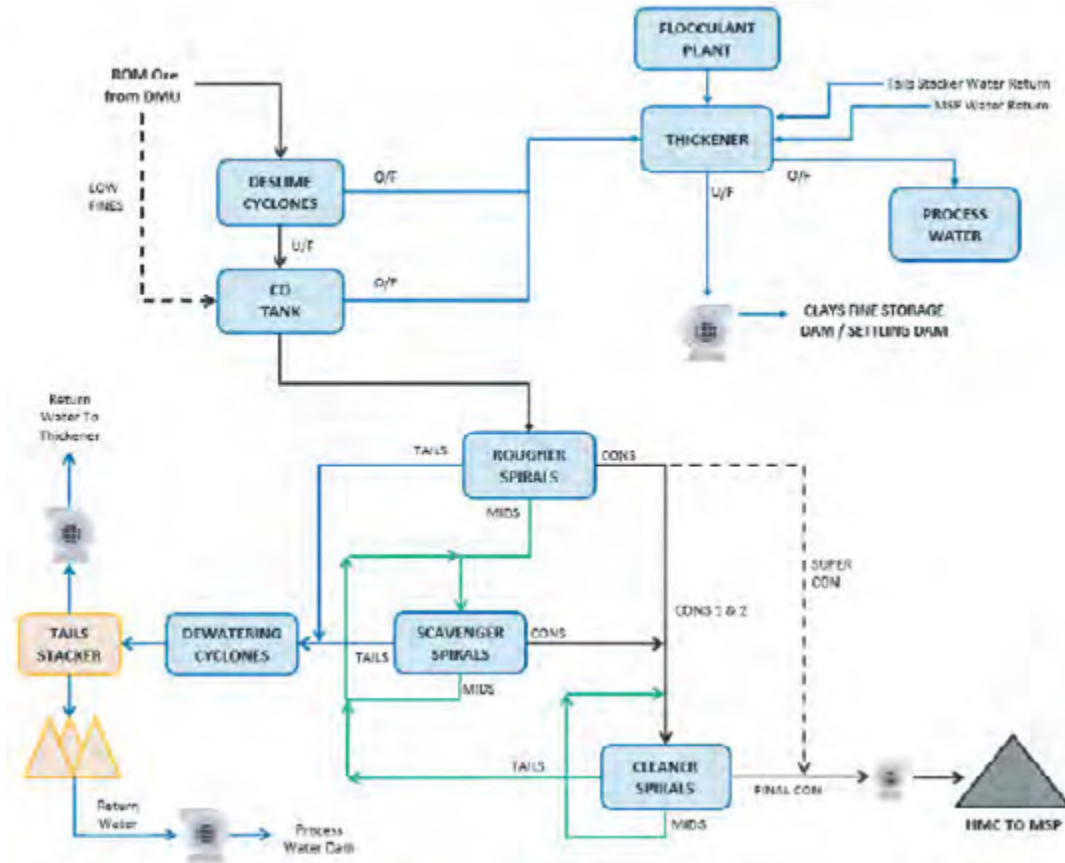 FLOCCULANT
PLANT
ROM Ore
from DMU
Tails Stacker Water Return
MSP Water Return
THICKENER
LOW
FINES
DESLIME
CYCLONES
O/F
O/F
U/F
PROCESS
WATER
U/F
CD
TANK
O/F
CLAYS FINE STORAGE
DAM / SETTLING DAM
Return
Water To
Thickener
TAILS
ROUGHER
SPIRALS
CONS
MIDS
SUPER
CON
CONS 1 & 2
TAILS
STACKER
DEWATERING
CYCLONES
TAILS
SCAVENGER
SPIRALS
CONS
MIDS
TAILS
CLEANER
SPIRALS
FINAL CON
MIDS
HMC TO MSP
Return
Water
Process
Water Dam